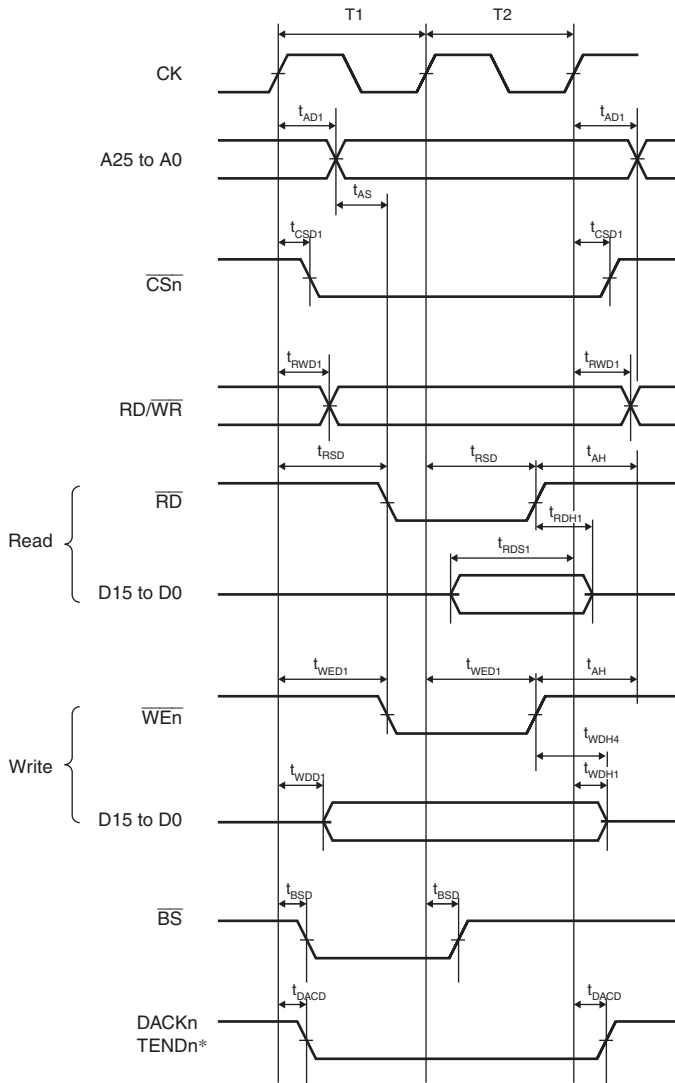 T1 T2
CK
tAD1 tAD1
A25 to A0
tAS
tCSD1 tCSD1
CSn
tRWD1 tRWD1
RD/WR
tRSD tRSD tAH
RD
tRDH1
Read
tRDS1
D15 to D0
tWED1 tWED1 tAH
WEn
tWDH4
Write
tWDD1 tWDH1
D15 to D0
tBSD tBSD
BS
tDACD tDACD
DACKn
TENDn*